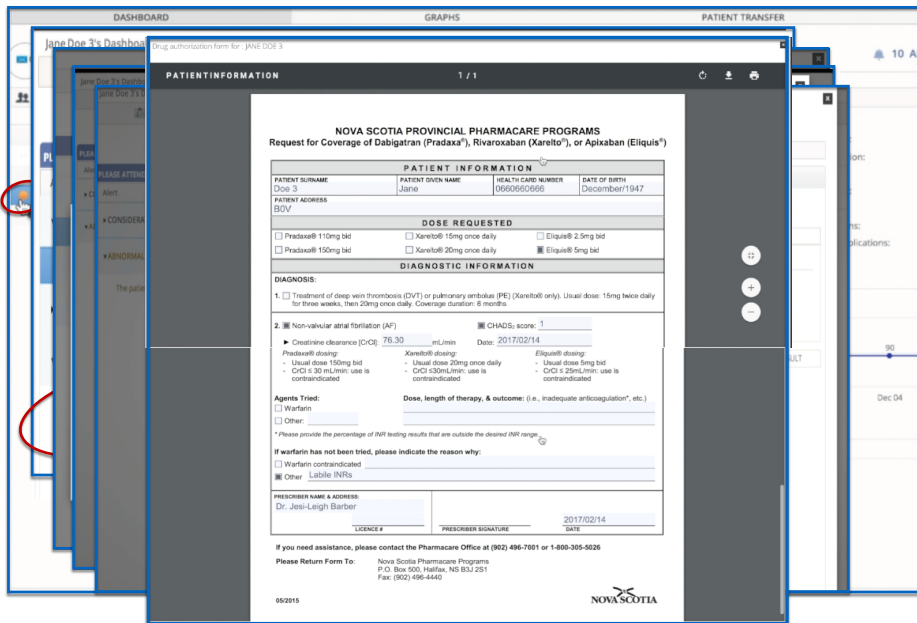 DASHBOARD
GRAPHS
PATIENT TRANSFER
Jane Doe 3's Dashboa
10 A
Jane Doe 3's Dashbo
Jane Doe 3's D
PL
PLEA
PLEASE ATTEND
Ale
Alert
▸ CONSIDERA
▾ ABNORMAL
The patie
Drug authorization form for : JANE DOE 3
PATIENTINFORMATION
1 / 1
NOVA SCOTIA PROVINCIAL PHARMACARE PROGRAMS
Request for Coverage of Dabigatran (Pradaxa®), Rivaroxaban (Xarelto®), or Apixaban (Eliquis®)
PATIENT INFORMATION
PATIENT SURNAME PATIENT GIVEN NAME HEALTH CARD NUMBER DATE OF BIRTH
Doe 3 Jane 0660660666 December/1947
PATIENT ADDRESS
B0V
DOSE REQUESTED
Pradaxa® 110mg bid Xarelto® 15mg once daily Eliquis® 2.5mg bid
Pradaxa® 150mg bid Xarelto® 20mg once daily Eliquis® 5mg bid
DIAGNOSTIC INFORMATION
DIAGNOSIS:
1. Treatment of deep vein thrombosis (DVT) or pulmonary embolus (PE) (Xarelto® only). Usual dose: 15mg twice daily
for three weeks, then 20mg once daily. Coverage duration: 6 months
2. Non-valvular atrial fibrillation (AF) CHADS₂ score: 1
► Creatinine clearance [CrCl]: 76.30 mL/min Date: 2017/02/14
Pradaxa® dosing: Xarelto® dosing: Eliquis® dosing:
- Usual dose 150mg bid - Usual dose 20mg once daily - Usual dose 5mg bid
- CrCl ≤ 30 mL/min: use is - CrCl ≤30mL/min: use is - CrCl ≤ 25mL/min: use is
contraindicated contraindicated contraindicated
Agents Tried: Dose, length of therapy, & outcome: (i.e., inadequate anticoagulation*, etc.)
Warfarin
Other:
* Please provide the percentage of INR testing results that are outside the desired INR range.
If warfarin has not been tried, please indicate the reason why:
Warfarin contraindicated
Other Labile INRs
PRESCRIBER NAME & ADDRESS:
Dr. Jesi-Leigh Barber
2017/02/14
LICENCE # PRESCRIBER SIGNATURE DATE
If you need assistance, please contact the Pharmacare Office at (902) 496-7001 or 1-800-305-5026
Please Return Form To: Nova Scotia Pharmacare Programs
P.O. Box 500, Halifax, NS B3J 2S1
Fax: (902) 496-4440
05/2015
NOVA SCOTIA
ion:
ns:
plications:
90
ULT
Dec 04